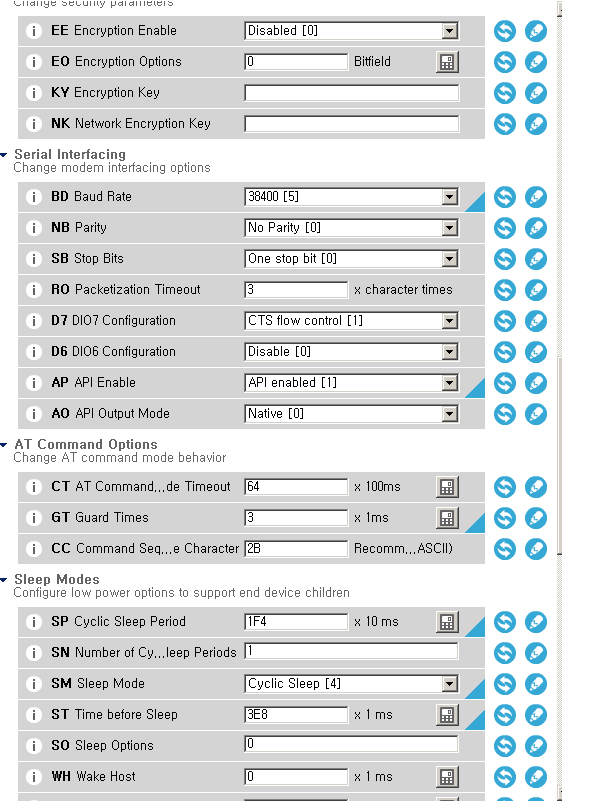 Change security parameters
i EE Encryption Enable Disabled [0]
i EO Encryption Options 0 Bitfield
i KY Encryption Key
i NK Network Encryption Key
Serial Interfacing
Change modem interfacing options
i BD Baud Rate 38400 [5]
i NB Parity No Parity [0]
i SB Stop Bits One stop bit [0]
i RO Packetization Timeout 3 x character times
i D7 DIO7 Configuration CTS flow control [1]
i D6 DIO6 Configuration Disable [0]
i AP API Enable API enabled [1]
i AO API Output Mode Native [0]
AT Command Options
Change AT command mode behavior
i CT AT Command...de Timeout 64 x 100ms
i GT Guard Times 3 x 1ms
i CC Command Seq...e Character 2B Recomm...ASCII)
Sleep Modes
Configure low power options to support end device children
i SP Cyclic Sleep Period 1F4 x 10 ms
i SN Number of Cy...leep Periods 1
i SM Sleep Mode Cyclic Sleep [4]
i ST Time before Sleep 3E8 x 1 ms
i SO Sleep Options 0
i WH Wake Host 0 x 1 ms